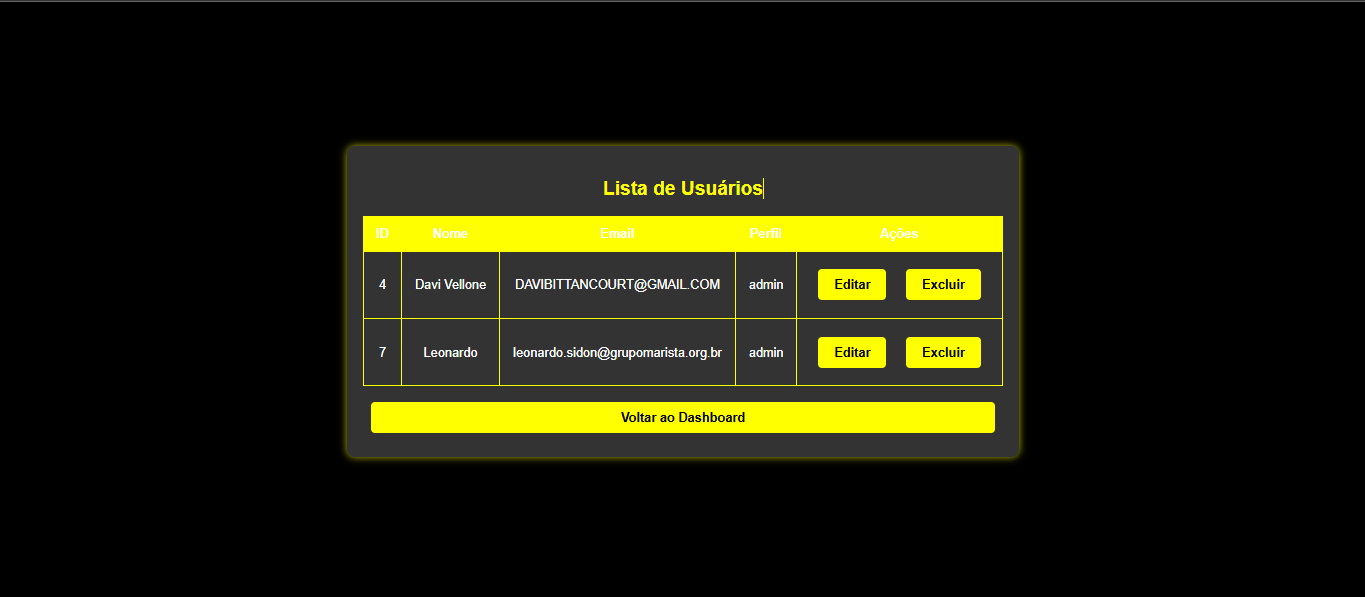 Lista de Usuários
ID Nome Email Perfil Ações
4 Davi Vellone DAVIBITTANCOURT@GMAIL.COM admin Editar Excluir
7 Leonardo leonardo.sidon@grupomarista.org.br admin Editar Excluir
Voltar ao Dashboard